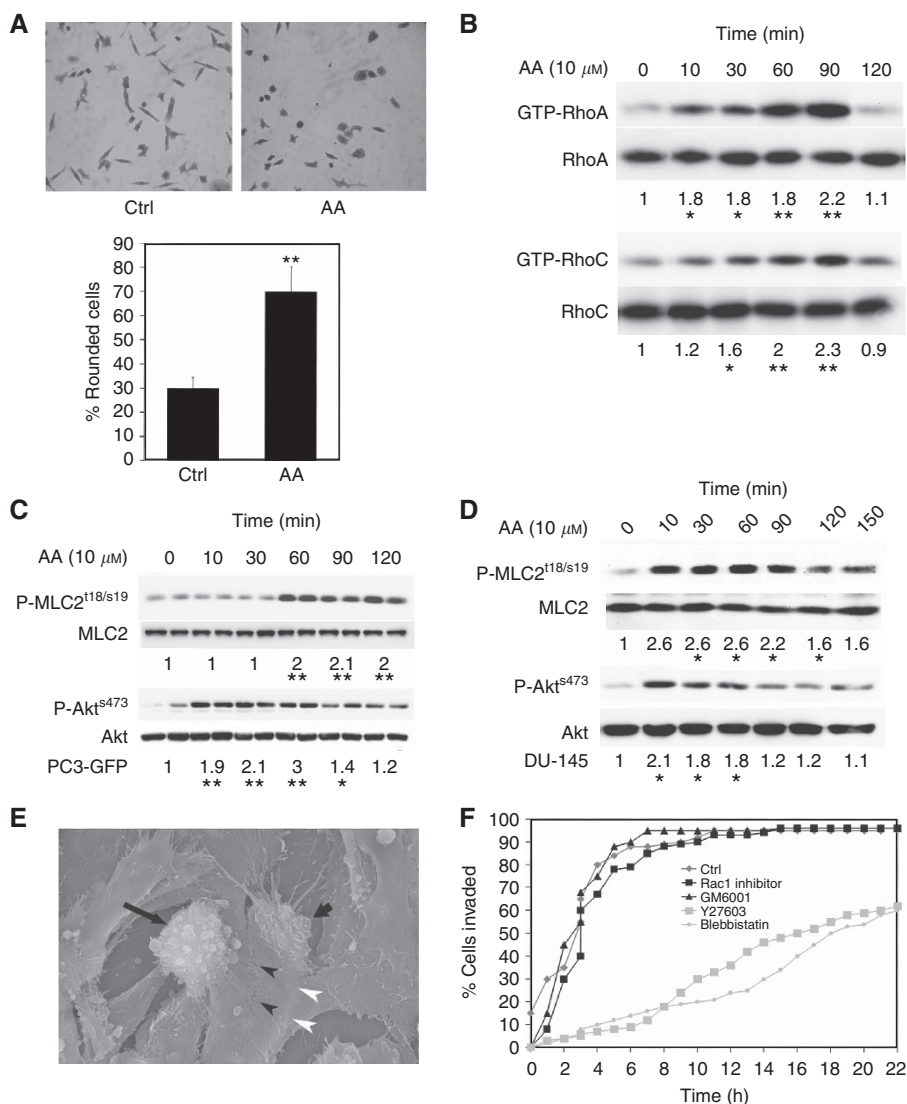 A
Ctrl
AA
90
80
70
60
50
40
30
20
10
0
% Rounded cells
**
Ctrl
AA
B
Time (min)
AA (10 μM) 0 10 30 60 90 120
GTP-RhoA
RhoA
1 1.8 1.8 1.8 2.2 1.1
* * ** **
GTP-RhoC
RhoC
1 1.2 1.6 2 2.3 0.9
* ** **
C
Time (min)
AA (10 μM) 0 10 30 60 90 120
P-MLC2t18/s19
MLC2
1 1 1 2 2.1 2
** ** **
P-Akts473
Akt
PC3-GFP 1 1.9 2.1 3 1.4 1.2
** ** ** *
D
Time (min)
AA (10 μM) 0 10 30 60 90 120 150
P-MLC2t18/s19
MLC2
1 2.6 2.6 2.6 2.2 1.6 1.6
* * * *
P-Akts473
Akt
DU-145 1 2.1 1.8 1.8 1.2 1.2 1.1
* * *
E
F
100
90
80
70
60
50
40
30
20
10
0
% Cells invaded
Ctrl
Rac1 inhibitor
GM6001
Y27603
Blebbistatin
0 2 4 6 8 10 12 14 16 18 20 22
Time (h)